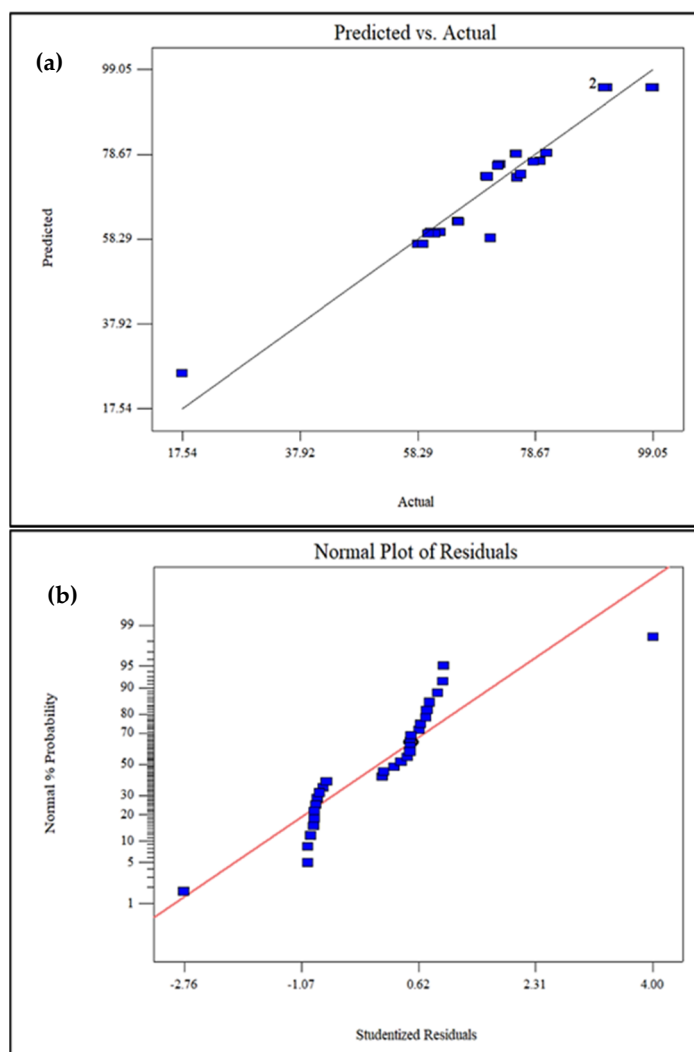 Predicted vs. Actual
(a)
99.05
2
78.67
Predicted
58.29
37.92
17.54
17.54 37.92 58.29 78.67 99.05
Actual
Normal Plot of Residuals
(b)
99
95
90
80
70
Normal % Probability
50
30
20
10
5
1
-2.76 -1.07 0.62 2.31 4.00
Studentized Residuals